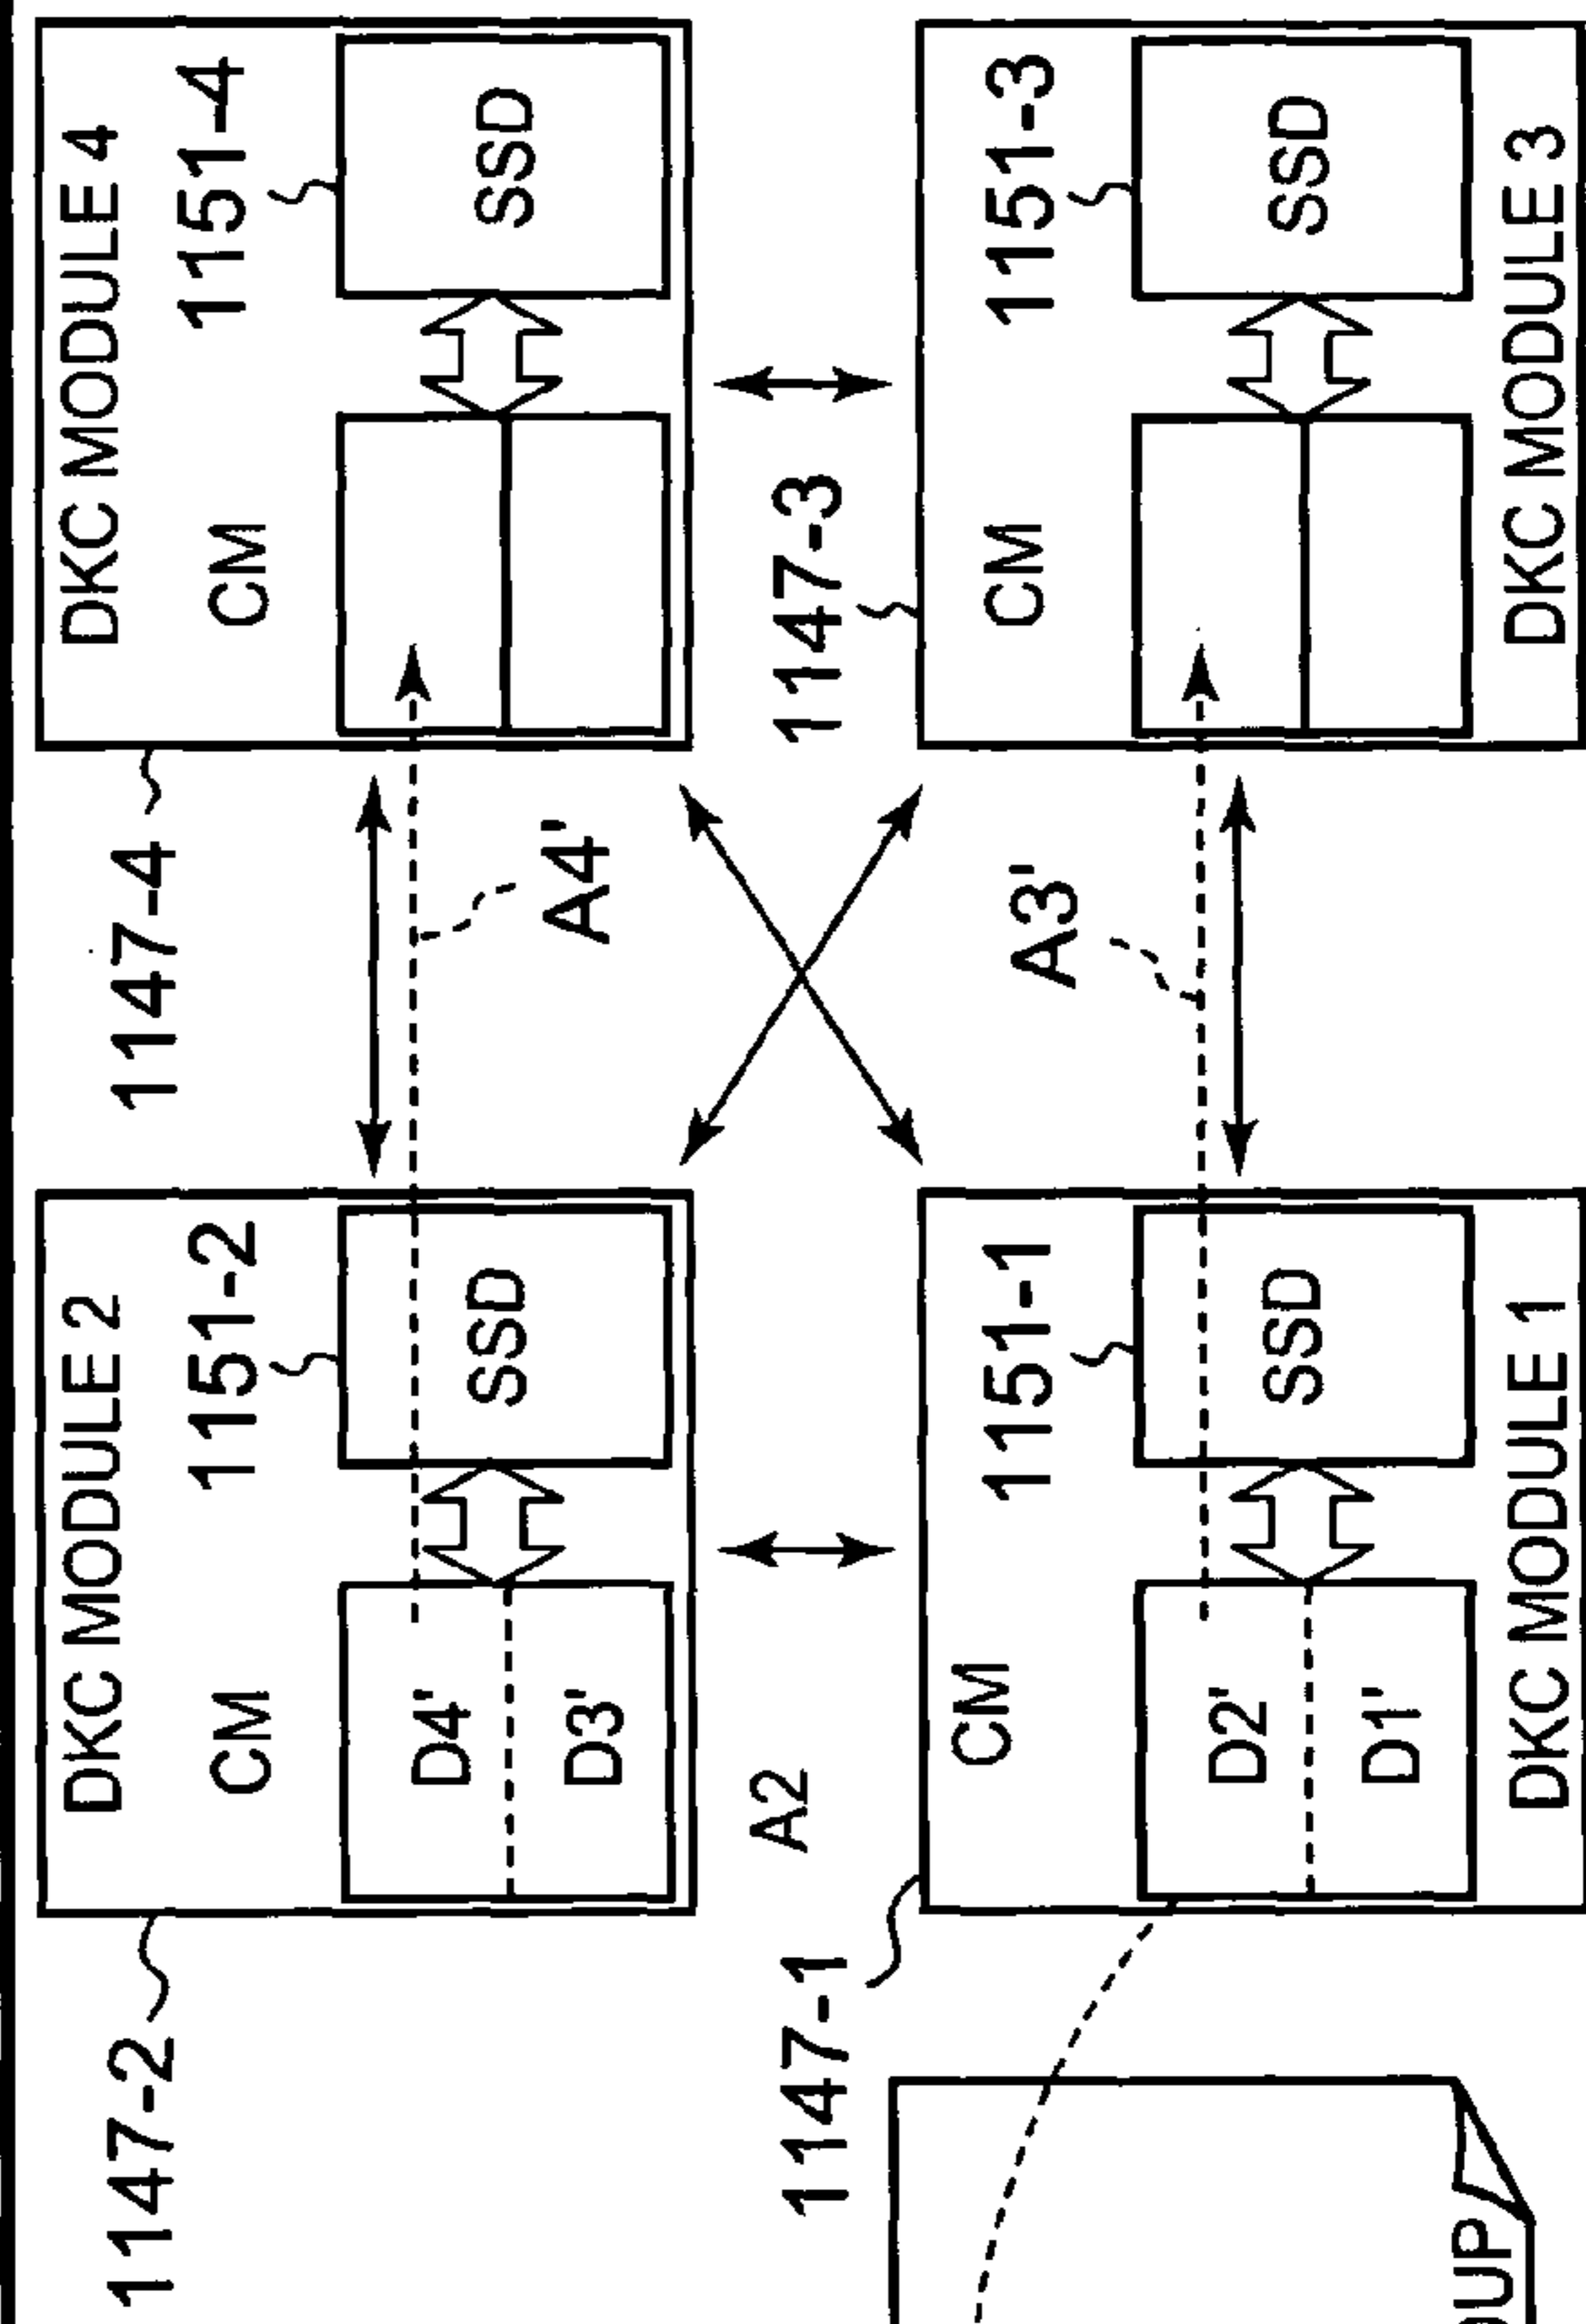 1147-2
DKC MODULE 2
1151-2
CM
D4'
D3'
SSD
1147-4
A4'
DKC MODULE 4
1151-4
CM
SSD
A2
1147-1
CM
1151-1
D2'
D1'
SSD
DKC MODULE 1
A3'
1147-3
CM
1151-3
SSD
DKC MODULE 3